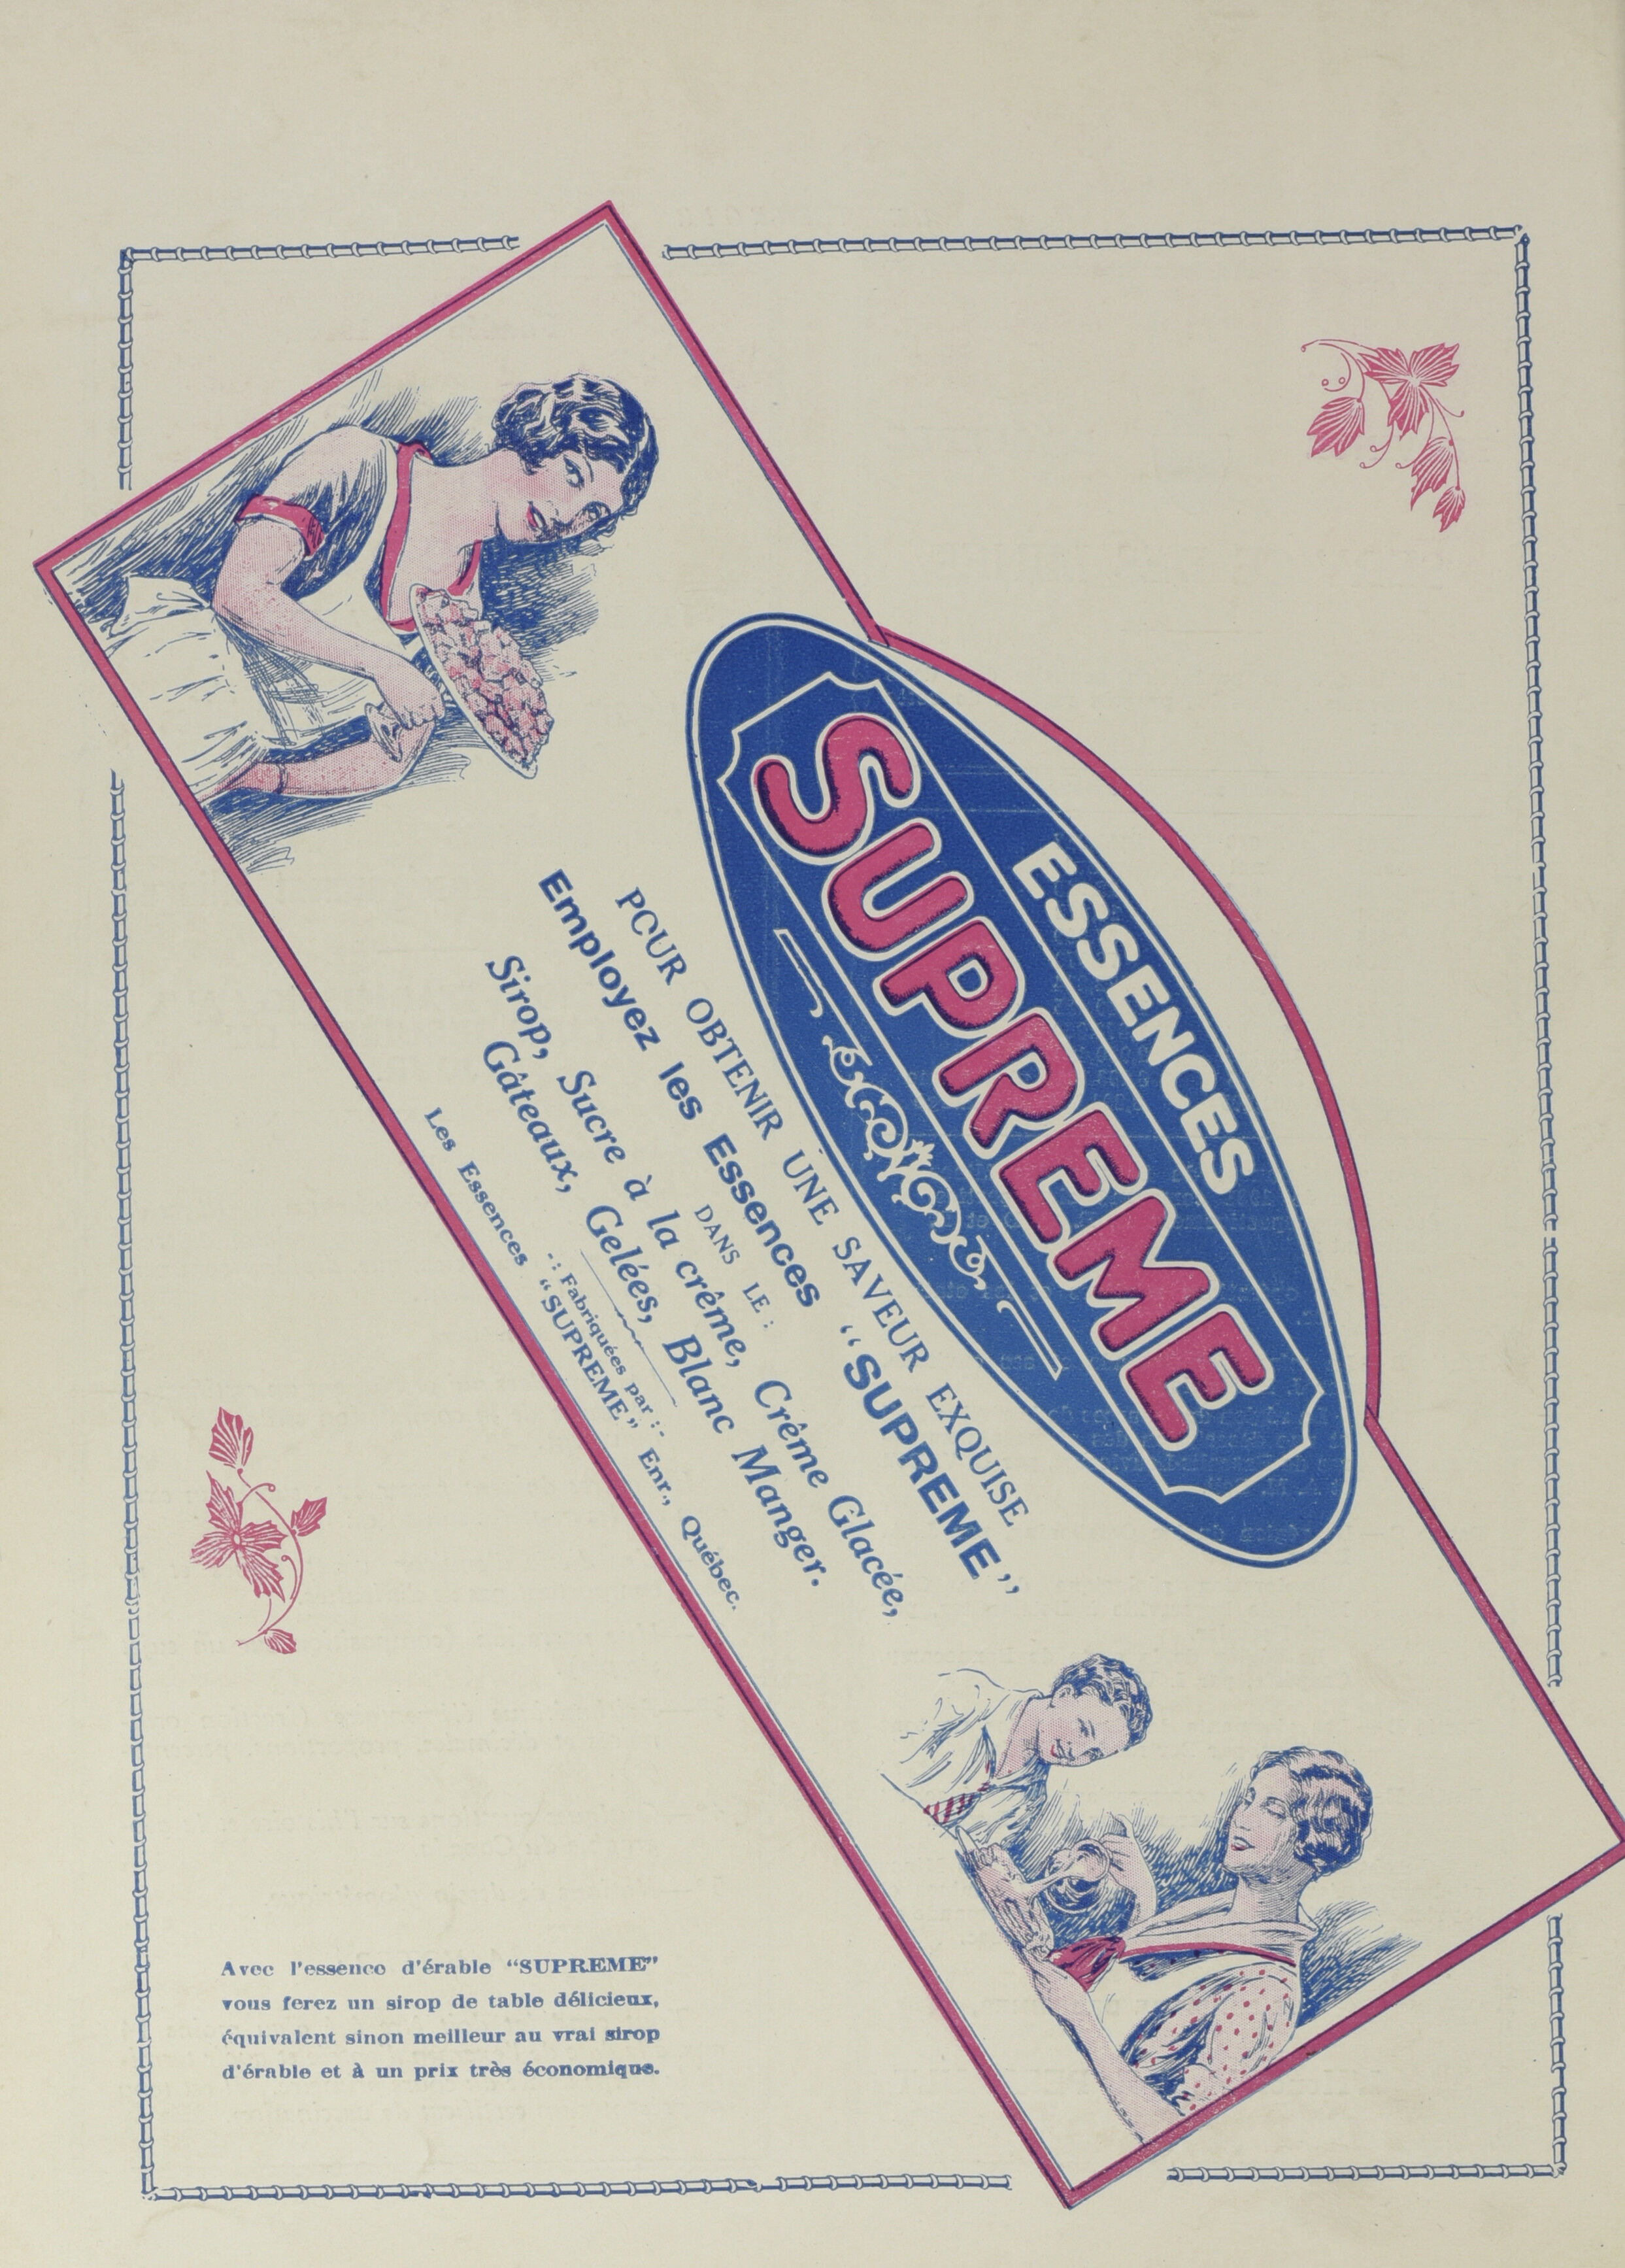 ESSENCES
SUPREME
POUR OBTENIR UNE SAVEUR EXQUISE
Employez les Essences “SUPREME”
DANS LE :
Sirop, Sucre à la crême, Crême Glacée,
Gâteaux, Gelées, Blanc Manger.
-: Fabriquées par :-
Les Essences “SUPREME” Enr., Québec.
Avec l'essence d'érable “SUPREME”
vous ferez un sirop de table délicieux,
équivalent sinon meilleur au vrai sirop
d'érable et à un prix très économique.